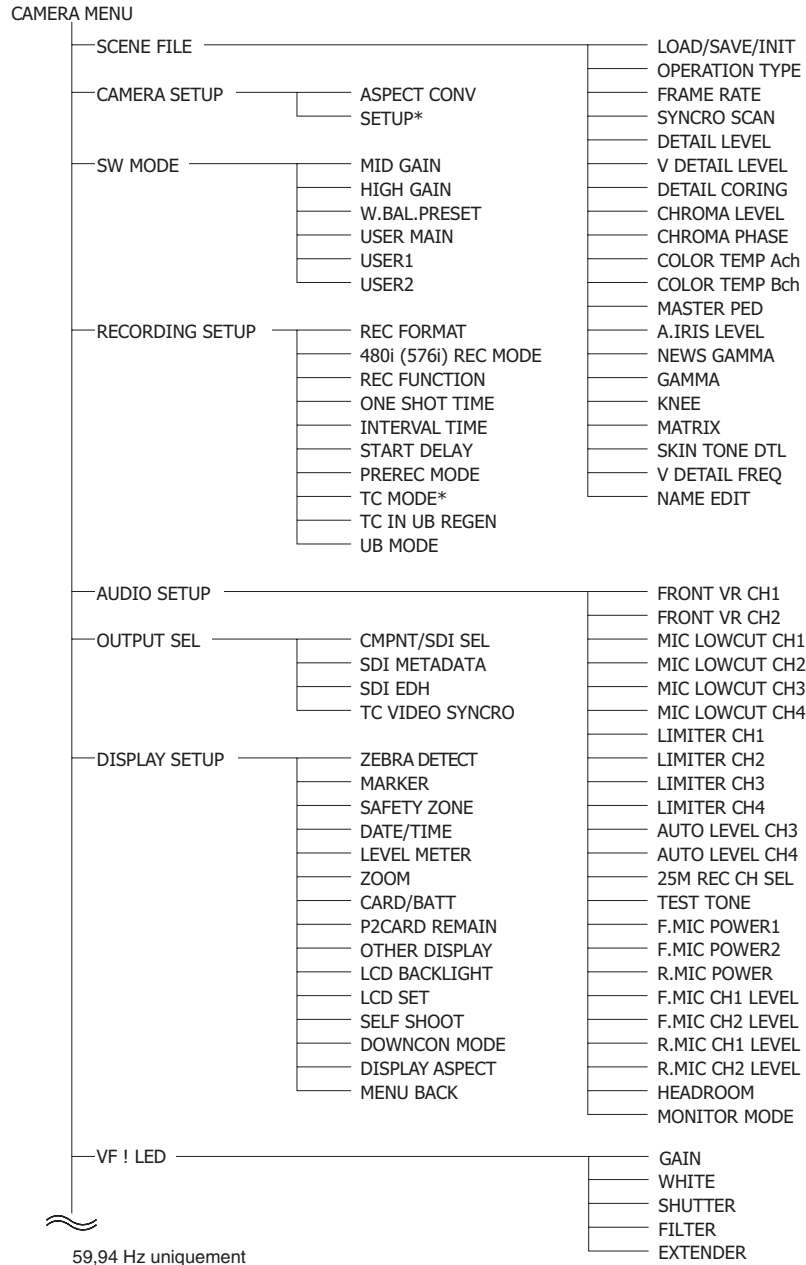 CAMERA MENU
SCENE FILE
LOAD/SAVE/INIT
OPERATION TYPE
FRAME RATE
SYNCRO SCAN
DETAIL LEVEL
V DETAIL LEVEL
DETAIL CORING
CHROMA LEVEL
CHROMA PHASE
COLOR TEMP Ach
COLOR TEMP Bch
MASTER PED
A.IRIS LEVEL
NEWS GAMMA
GAMMA
KNEE
MATRIX
SKIN TONE DTL
V DETAIL FREQ
NAME EDIT
CAMERA SETUP
ASPECT CONV
SETUP*
SW MODE
MID GAIN
HIGH GAIN
W.BAL.PRESET
USER MAIN
USER1
USER2
RECORDING SETUP
REC FORMAT
480i (576i) REC MODE
REC FUNCTION
ONE SHOT TIME
INTERVAL TIME
START DELAY
PREREC MODE
TC MODE*
TC IN UB REGEN
UB MODE
AUDIO SETUP
FRONT VR CH1
FRONT VR CH2
MIC LOWCUT CH1
MIC LOWCUT CH2
MIC LOWCUT CH3
MIC LOWCUT CH4
LIMITER CH1
LIMITER CH2
LIMITER CH3
LIMITER CH4
AUTO LEVEL CH3
AUTO LEVEL CH4
25M REC CH SEL
TEST TONE
F.MIC POWER1
F.MIC POWER2
R.MIC POWER
F.MIC CH1 LEVEL
F.MIC CH2 LEVEL
R.MIC CH1 LEVEL
R.MIC CH2 LEVEL
HEADROOM
MONITOR MODE
OUTPUT SEL
CMPNT/SDI SEL
SDI METADATA
SDI EDH
TC VIDEO SYNCRO
DISPLAY SETUP
ZEBRA DETECT
MARKER
SAFETY ZONE
DATE/TIME
LEVEL METER
ZOOM
CARD/BATT
P2CARD REMAIN
OTHER DISPLAY
LCD BACKLIGHT
LCD SET
SELF SHOOT
DOWNCON MODE
DISPLAY ASPECT
MENU BACK
VF ! LED
GAIN
WHITE
SHUTTER
FILTER
EXTENDER
59,94 Hz uniquement